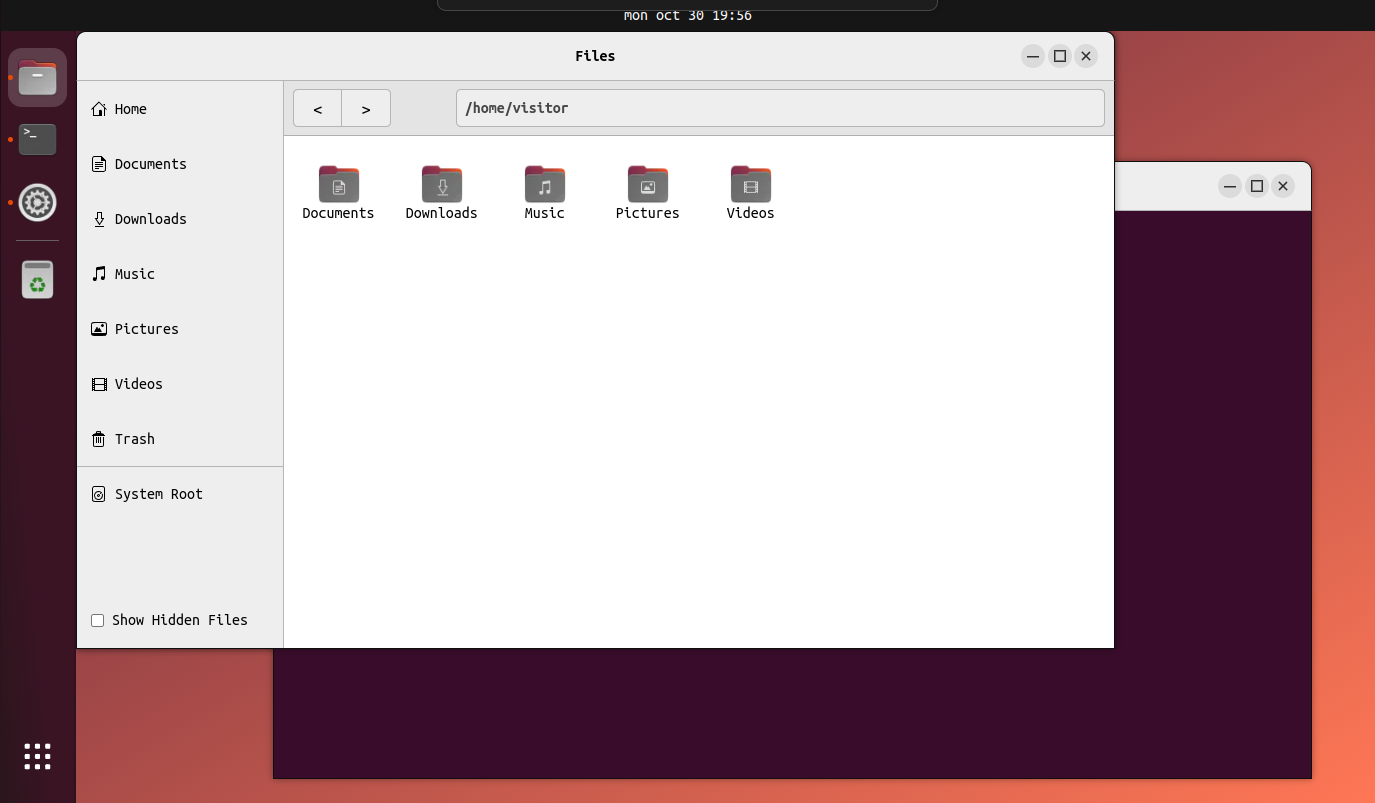 mon oct 30 19:56
Files
Home
Documents
Downloads
Music
Pictures
Videos
Trash
System Root
Show Hidden Files
< >
/home/visitor
Documents Downloads Music Pictures Videos
>_